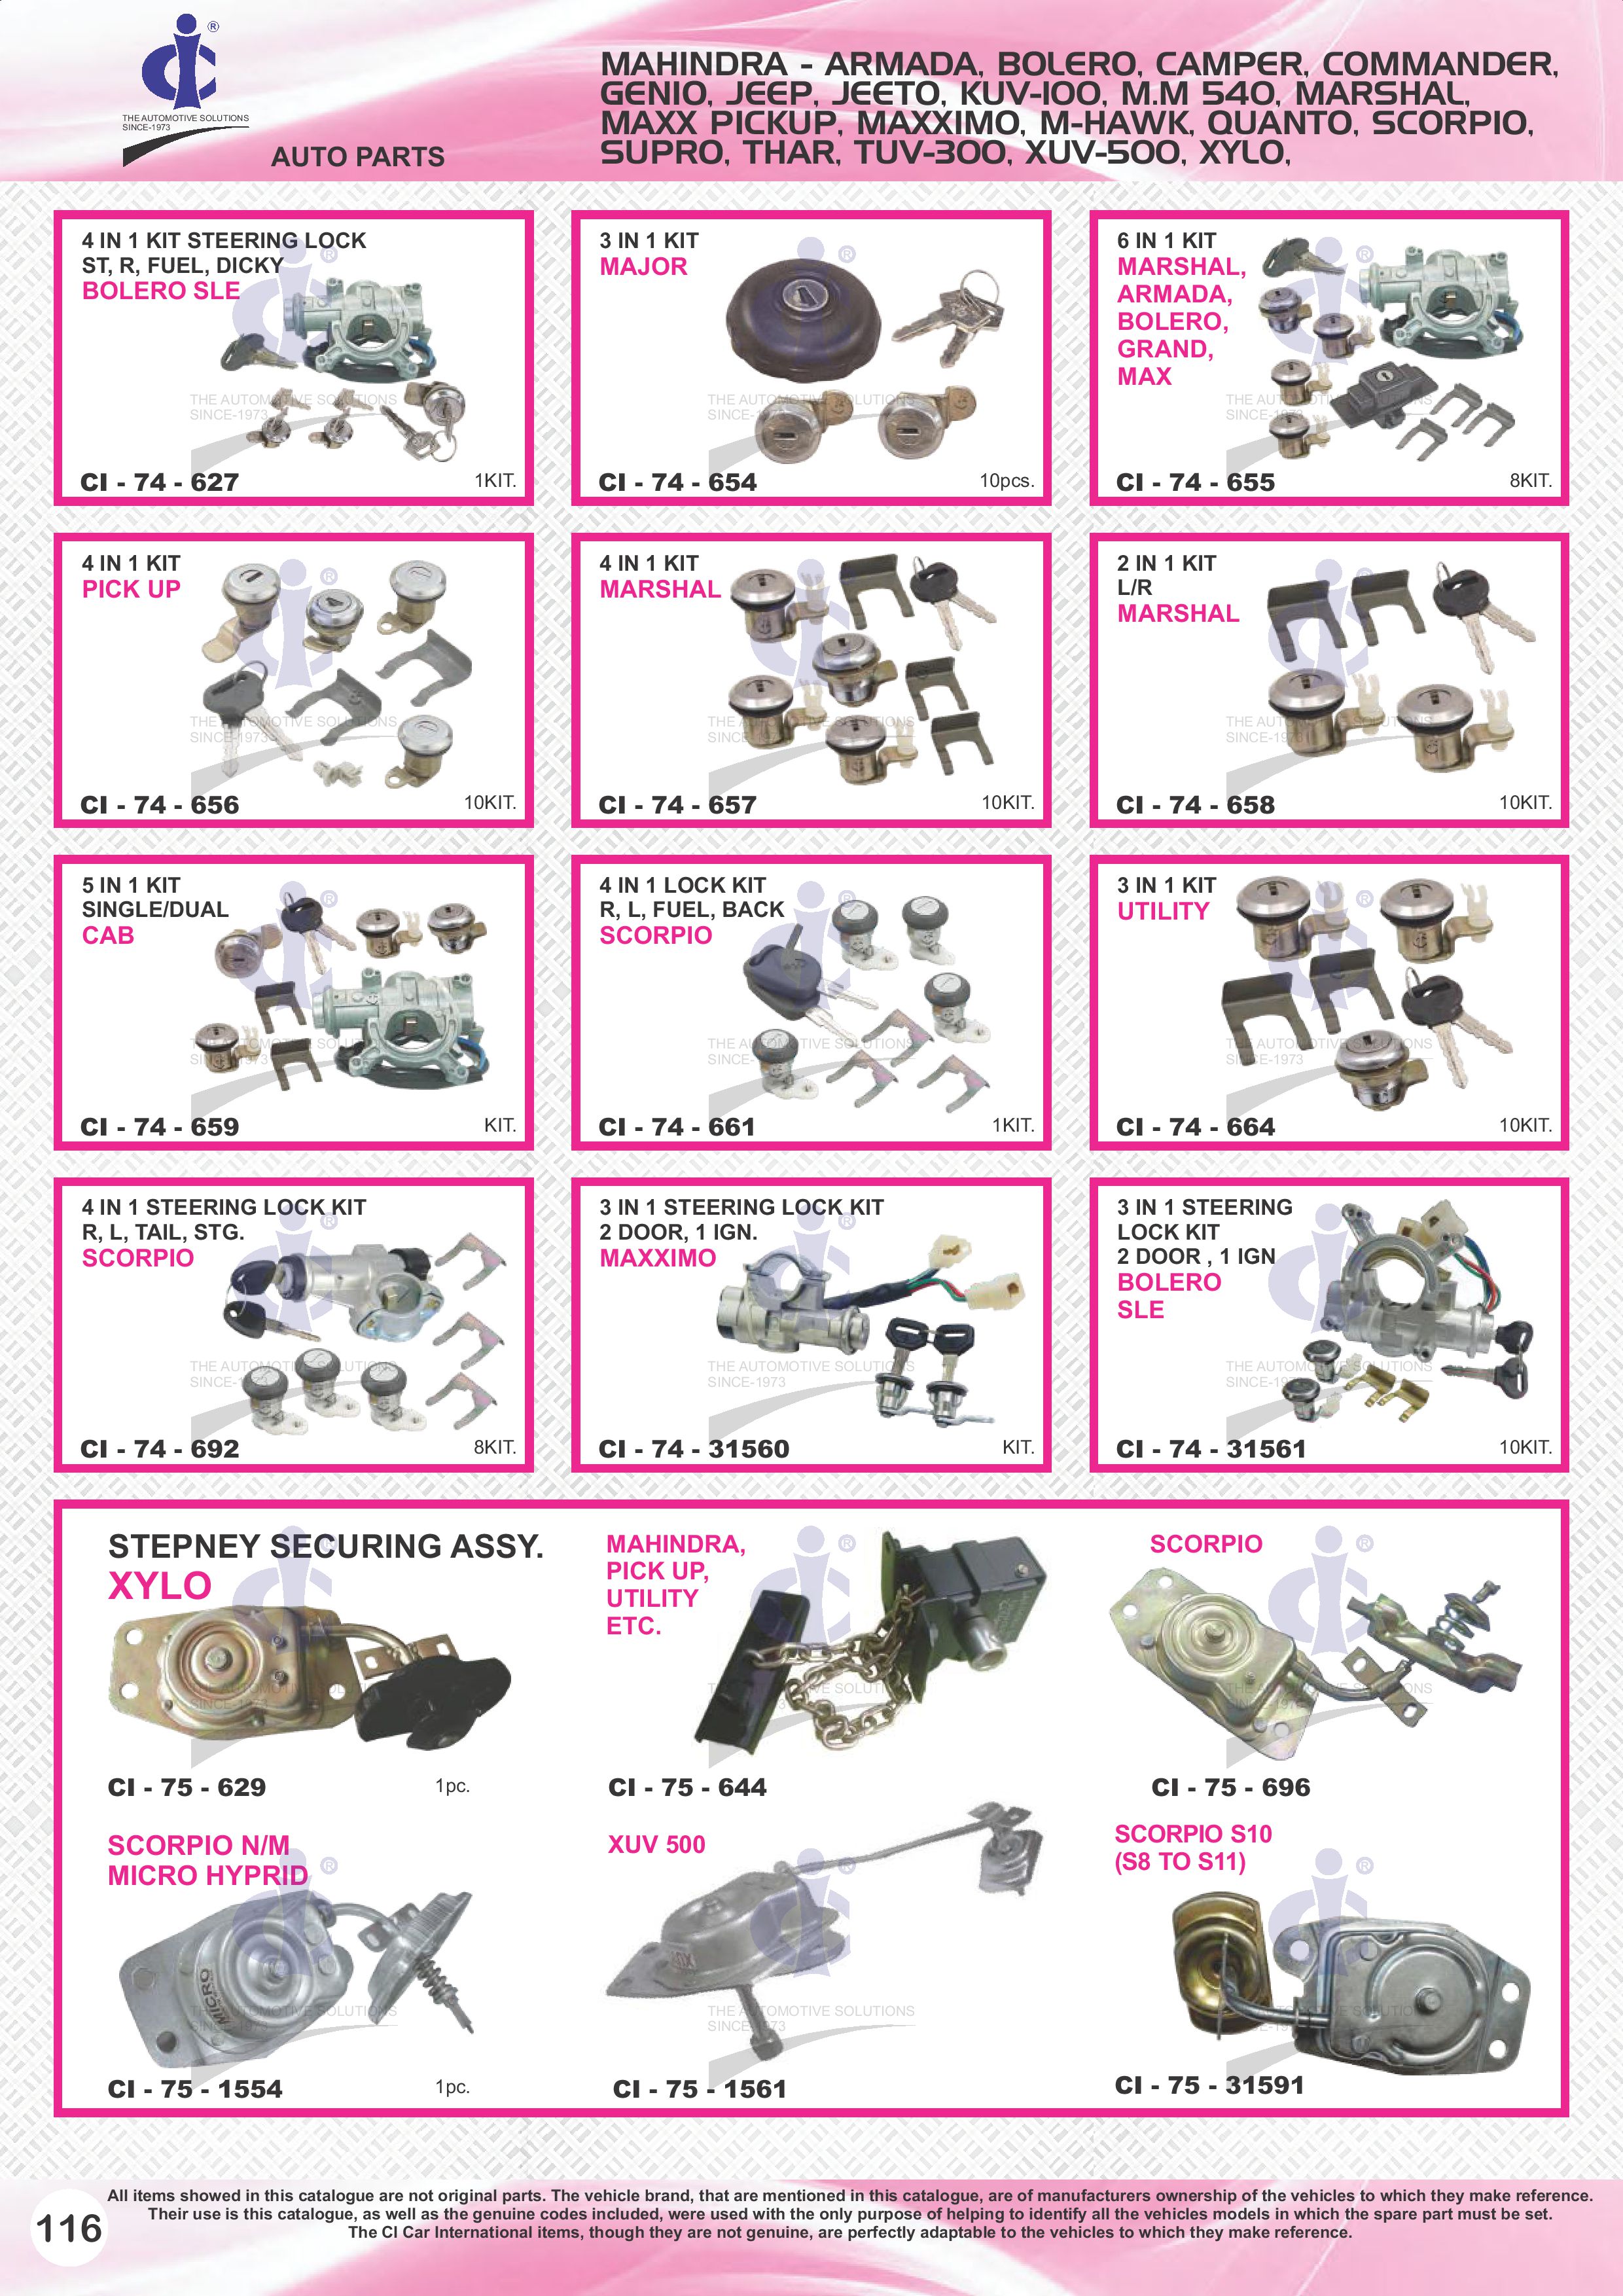 ®
THE AUTOMOTIVE SOLUTIONS
SINCE-1973
AUTO PARTS
MAHINDRA - ARMADA, BOLERO, CAMPER, COMMANDER,
GENIO, JEEP, JEETO, KUV-100, M.M 540, MARSHAL,
MAXX PICKUP, MAXXIMO, M-HAWK, QUANTO, SCORPIO,
SUPRO, THAR, TUV-300, XUV-500, XYLO,
4 IN 1 KIT STEERING LOCK
ST, R, FUEL, DICKY
BOLERO SLE
CI - 74 - 627
1KIT.
3 IN 1 KIT
MAJOR
CI - 74 - 654
10pcs.
6 IN 1 KIT
MARSHAL,
ARMADA,
BOLERO,
GRAND,
MAX
CI - 74 - 655
8KIT.
4 IN 1 KIT
PICK UP
CI - 74 - 656
10KIT.
4 IN 1 KIT
MARSHAL
CI - 74 - 657
10KIT.
2 IN 1 KIT
L/R
MARSHAL
CI - 74 - 658
10KIT.
5 IN 1 KIT
SINGLE/DUAL
CAB
CI - 74 - 659
KIT.
4 IN 1 LOCK KIT
R, L, FUEL, BACK
SCORPIO
CI - 74 - 661
1KIT.
3 IN 1 KIT
UTILITY
CI - 74 - 664
10KIT.
4 IN 1 STEERING LOCK KIT
R, L, TAIL, STG.
SCORPIO
CI - 74 - 692
8KIT.
3 IN 1 STEERING LOCK KIT
2 DOOR, 1 IGN.
MAXXIMO
CI - 74 - 31560
KIT.
3 IN 1 STEERING
LOCK KIT
2 DOOR , 1 IGN
BOLERO
SLE
CI - 74 - 31561
10KIT.
STEPNEY SECURING ASSY.
XYLO
CI - 75 - 629
1pc.
MAHINDRA,
PICK UP,
UTILITY
ETC.
CI - 75 - 644
SCORPIO
CI - 75 - 696
SCORPIO N/M
MICRO HYPRID
MICRO
CI - 75 - 1554
1pc.
XUV 500
CI - 75 - 1561
SCORPIO S10
(S8 TO S11)
CI - 75 - 31591
116
All items showed in this catalogue are not original parts. The vehicle brand, that are mentioned in this catalogue, are of manufacturers ownership of the vehicles to which they make reference.
Their use is this catalogue, as well as the genuine codes included, were used with the only purpose of helping to identify all the vehicles models in which the spare part must be set.
The CI Car International items, though they are not genuine, are perfectly adaptable to the vehicles to which they make reference.